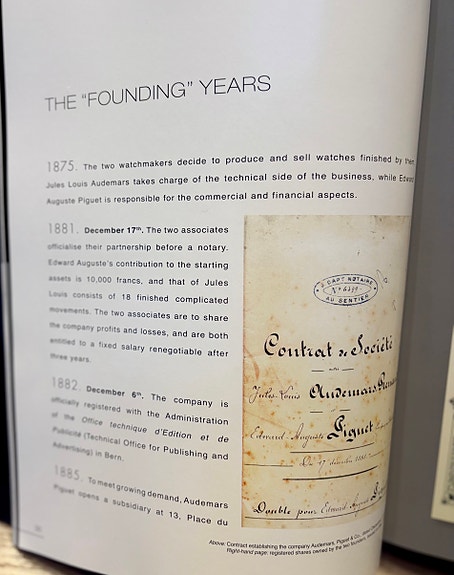 THE "FOUNDING" YEARS
1875. The two watchmakers decide to produce and sell watches finished by them.
Jules Louis Audemars takes charge of the technical side of the business, while Edward
Auguste Piguet is responsible for the commercial and financial aspects.
1881. December 17th. The two associates
officialise their partnership before a notary.
Edward Auguste's contribution to the starting
assets is 10,000 francs, and that of Jules
Louis consists of 18 finished complicated
movements. The two associates are to share
the company profits and losses, and are both
entitled to a fixed salary renegotiable after
three years.
1882. December 6th. The company is
officially registered with the Administration
of the Office technique d'Edition et de
Publicité (Technical Office for Publishing and
Advertising) in Bern.
1885. To meet growing demand, Audemars
Piguet opens a subsidiary at 13, Place du
CAPT NOTAIRE
AU SENTIER
Contrat de Société
entre
Jules-Louis Audemars
Edward-Auguste Piguet
Du 17 décembre 1881
Double pour Edward-Auguste
Above: Contract establishing the company Audemars, Piguet & Co.
Right-hand page: registered shares owned by the two founders,